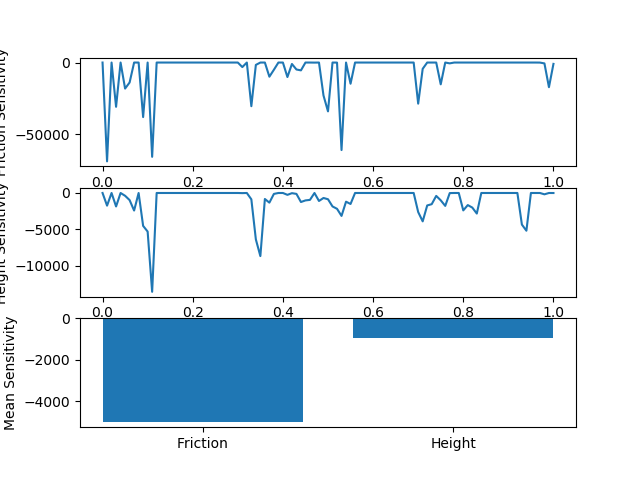 Friction Sensitivity
0
−50000
0.0 0.2 0.4 0.6 0.8 1.0
Height Sensitivity
0
−5000
−10000
0.0 0.2 0.4 0.6 0.8 1.0
Mean Sensitivity
0
−2000
−4000
Friction Height